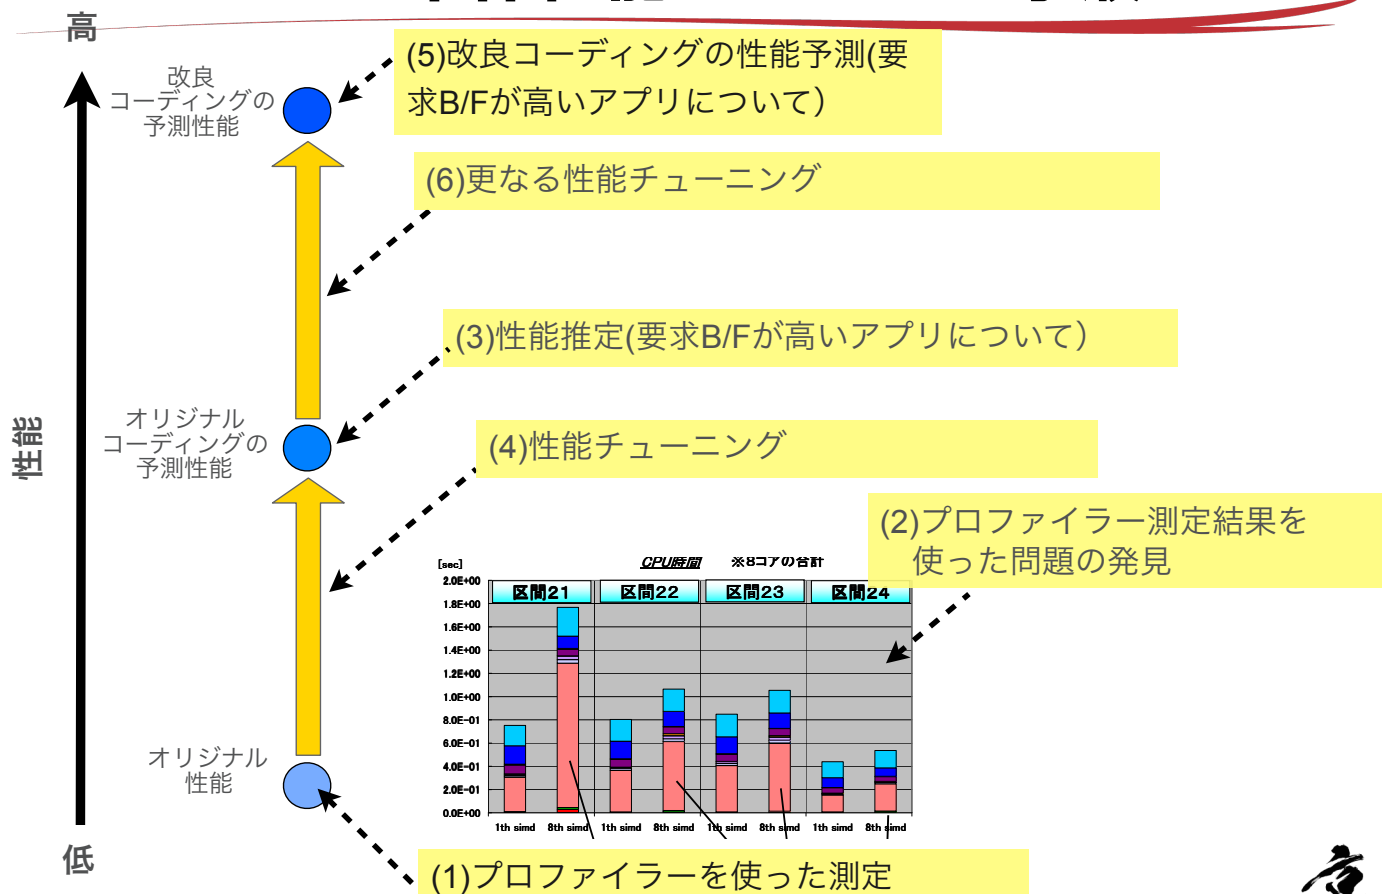 高
改良
コーディングの
予測性能
(5)改良コーディングの性能予測(要
求B/Fが高いアプリについて）
(6)更なる性能チューニング
(3)性能推定(要求B/Fが高いアプリについて）
オリジナル
コーディングの
予測性能
性能
(4)性能チューニング
(2)プロファイラー測定結果を
使った問題の発見
[sec]
CPU時間 ※8コアの合計
2.0E+00
1.8E+00
1.6E+00
1.4E+00
1.2E+00
1.0E+00
8.0E-01
6.0E-01
4.0E-01
2.0E-01
0.0E+00
区間21 区間22 区間23 区間24
1th simd 8th simd 1th simd 8th simd 1th simd 8th simd 1th simd 8th simd
オリジナル
性能
低
(1)プロファイラーを使った測定